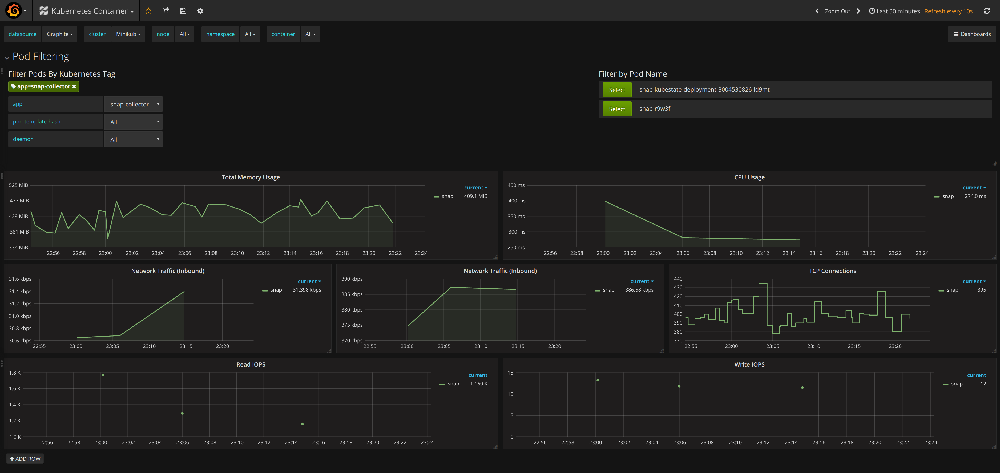 Kubernetes Container
Zoom Out Last 30 minutes Refresh every 10s
datasource Graphite cluster Minikub node All namespace All container All Dashboards
Pod Filtering
Filter Pods By Kubernetes Tag
app=snap-collector
app snap-collector
pod-template-hash All
daemon All
Filter by Pod Name
Select snap-kubestate-deployment-3004530826-ld9mt
Select snap-r9w3f
Total Memory Usage
525 MiB
477 MiB
429 MiB
381 MiB
334 MiB
22:56 22:58 23:00 23:02 23:04 23:06 23:08 23:10 23:12 23:14 23:16 23:18 23:20 23:22 23:24
current
snap 409.1 MiB
CPU Usage
450 ms
400 ms
350 ms
300 ms
250 ms
22:56 22:58 23:00 23:02 23:04 23:06 23:08 23:10 23:12 23:14 23:16 23:18 23:20 23:22 23:24
current
snap 274.0 ms
Network Traffic (Inbound)
31.6 kbps
31.4 kbps
31.2 kbps
31.0 kbps
30.8 kbps
30.6 kbps
22:55 23:00 23:05 23:10 23:15 23:20
current
snap 31.398 kbps
Network Traffic (Inbound)
390 kbps
385 kbps
380 kbps
375 kbps
370 kbps
22:55 23:00 23:05 23:10 23:15 23:20
current
snap 386.58 kbps
TCP Connections
440
430
420
410
400
390
380
370
22:55 23:00 23:05 23:10 23:15 23:20
current
snap 395
Read IOPS
1.8 K
1.6 K
1.4 K
1.2 K
1.0 K
22:56 22:58 23:00 23:02 23:04 23:06 23:08 23:10 23:12 23:14 23:16 23:18 23:20 23:22 23:24
current
snap 1.160 K
Write IOPS
15
10
5
0
22:56 22:58 23:00 23:02 23:04 23:06 23:08 23:10 23:12 23:14 23:16 23:18 23:20 23:22 23:24
current
snap 12
ADD ROW